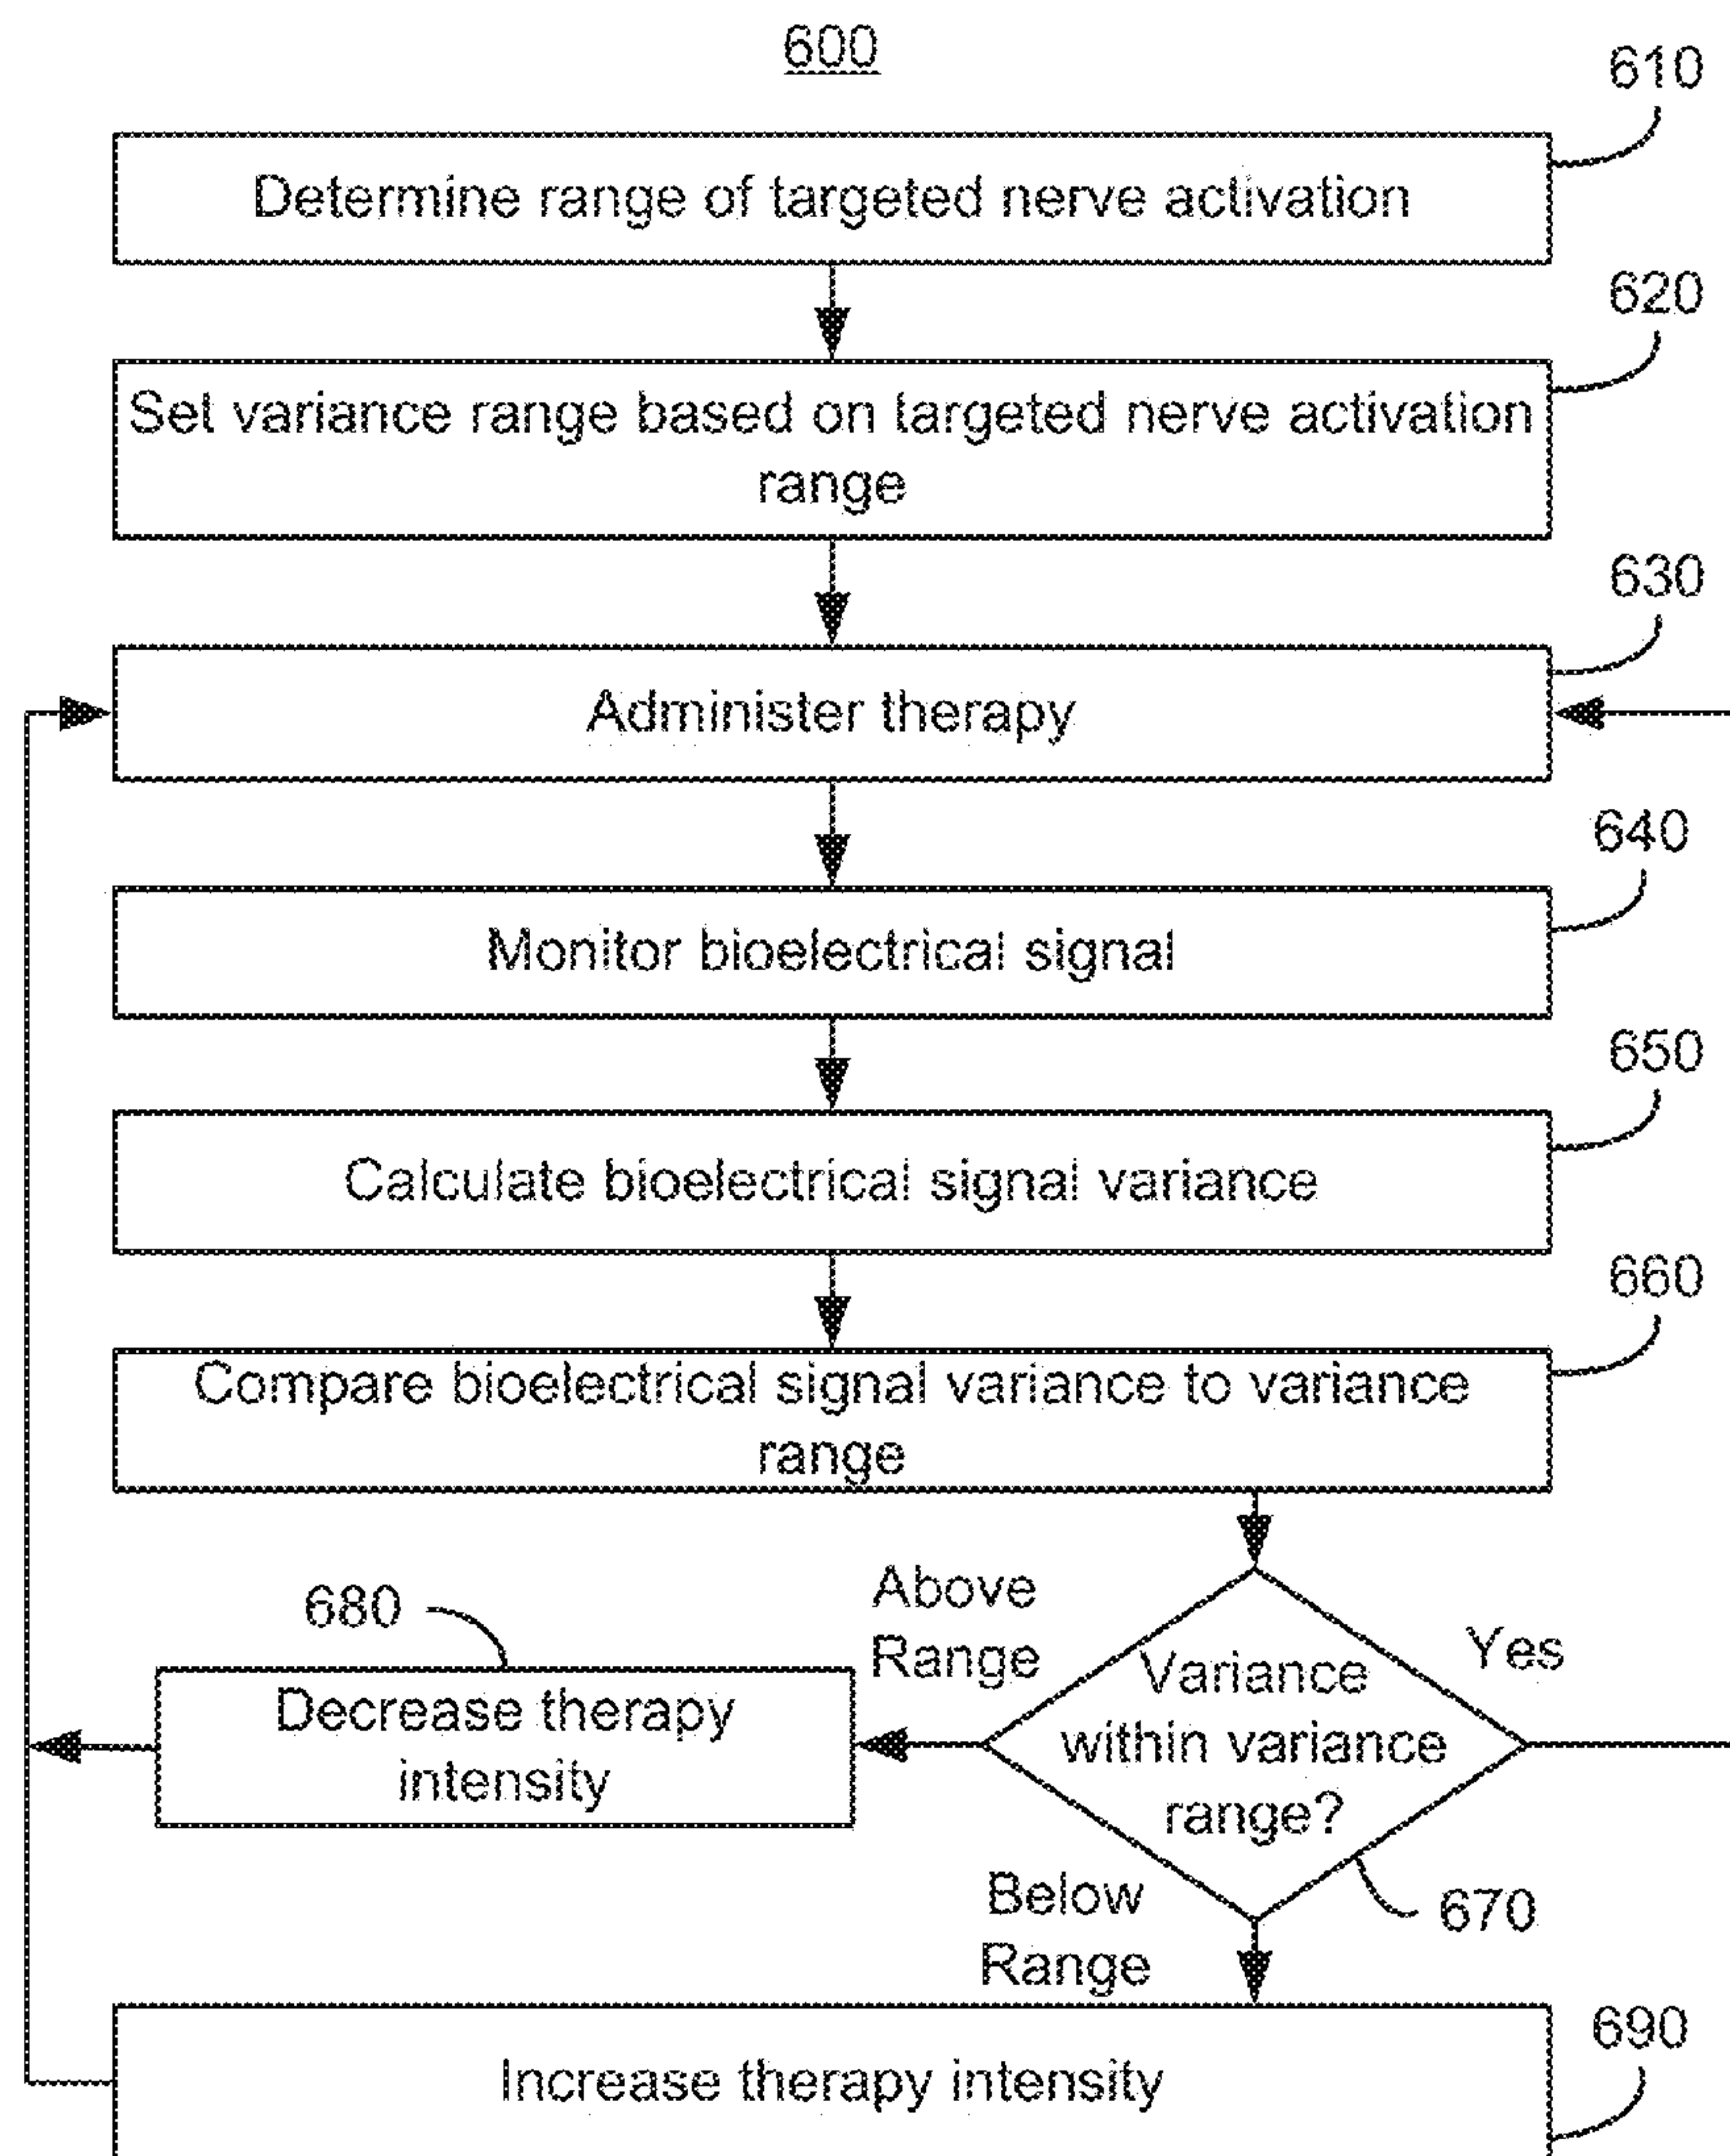 600
610
Determine range of targeted nerve activation
620
Set variance range based on targeted nerve activation
range
630
Administer therapy
640
Monitor bioelectrical signal
650
Calculate bioelectrical signal variance
660
Compare bioelectrical signal variance to variance
range
Above
Range
680
Decrease therapy
intensity
Variance
within variance
range?
Yes
670
Below
Range
690
Increase therapy intensity